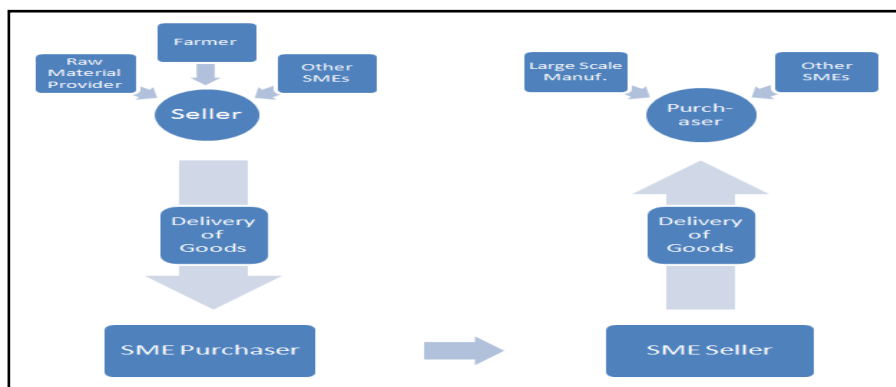 Farmer
Raw
Material
Provider
Other
SMEs
Seller
Delivery
of
Goods
SME Purchaser
Large Scale
Manuf.
Other
SMEs
Purch-
aser
Delivery
of
Goods
SME Seller